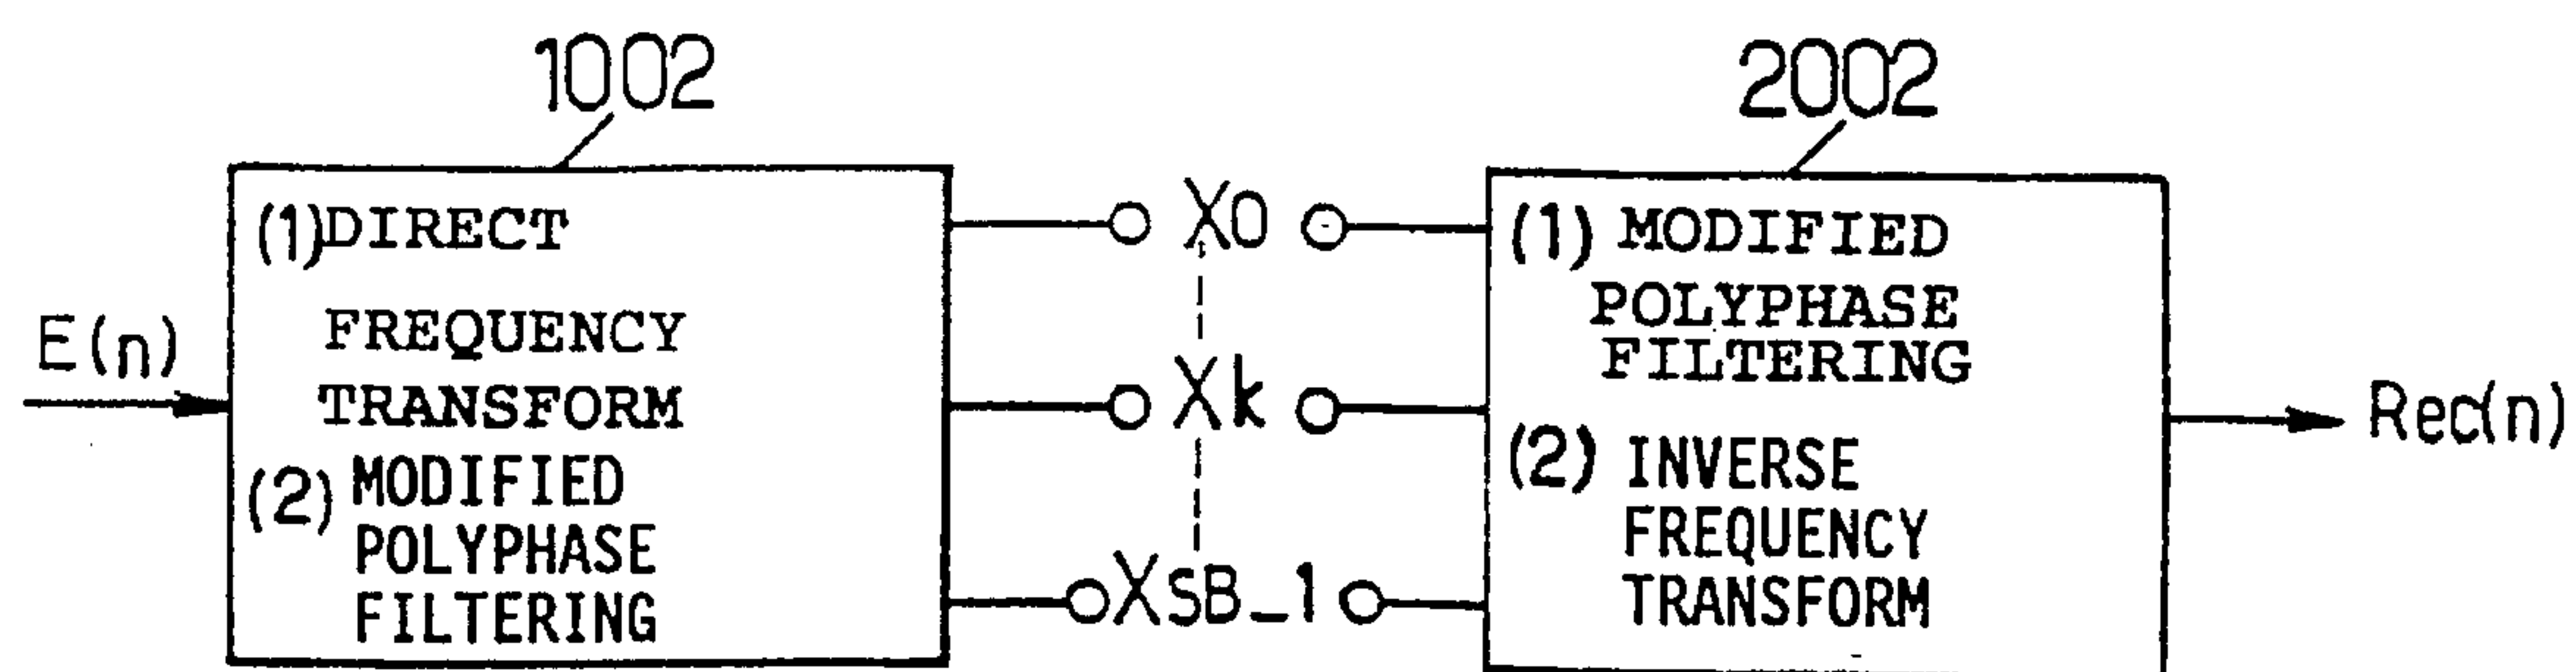 1002
2002
(1) DIRECT
FREQUENCY
TRANSFORM
(2) MODIFIED
POLYPHASE
FILTERING
E(n)
X0
Xk
XSB_1
(1) MODIFIED
POLYPHASE
FILTERING
(2) INVERSE
FREQUENCY
TRANSFORM
Rec(n)